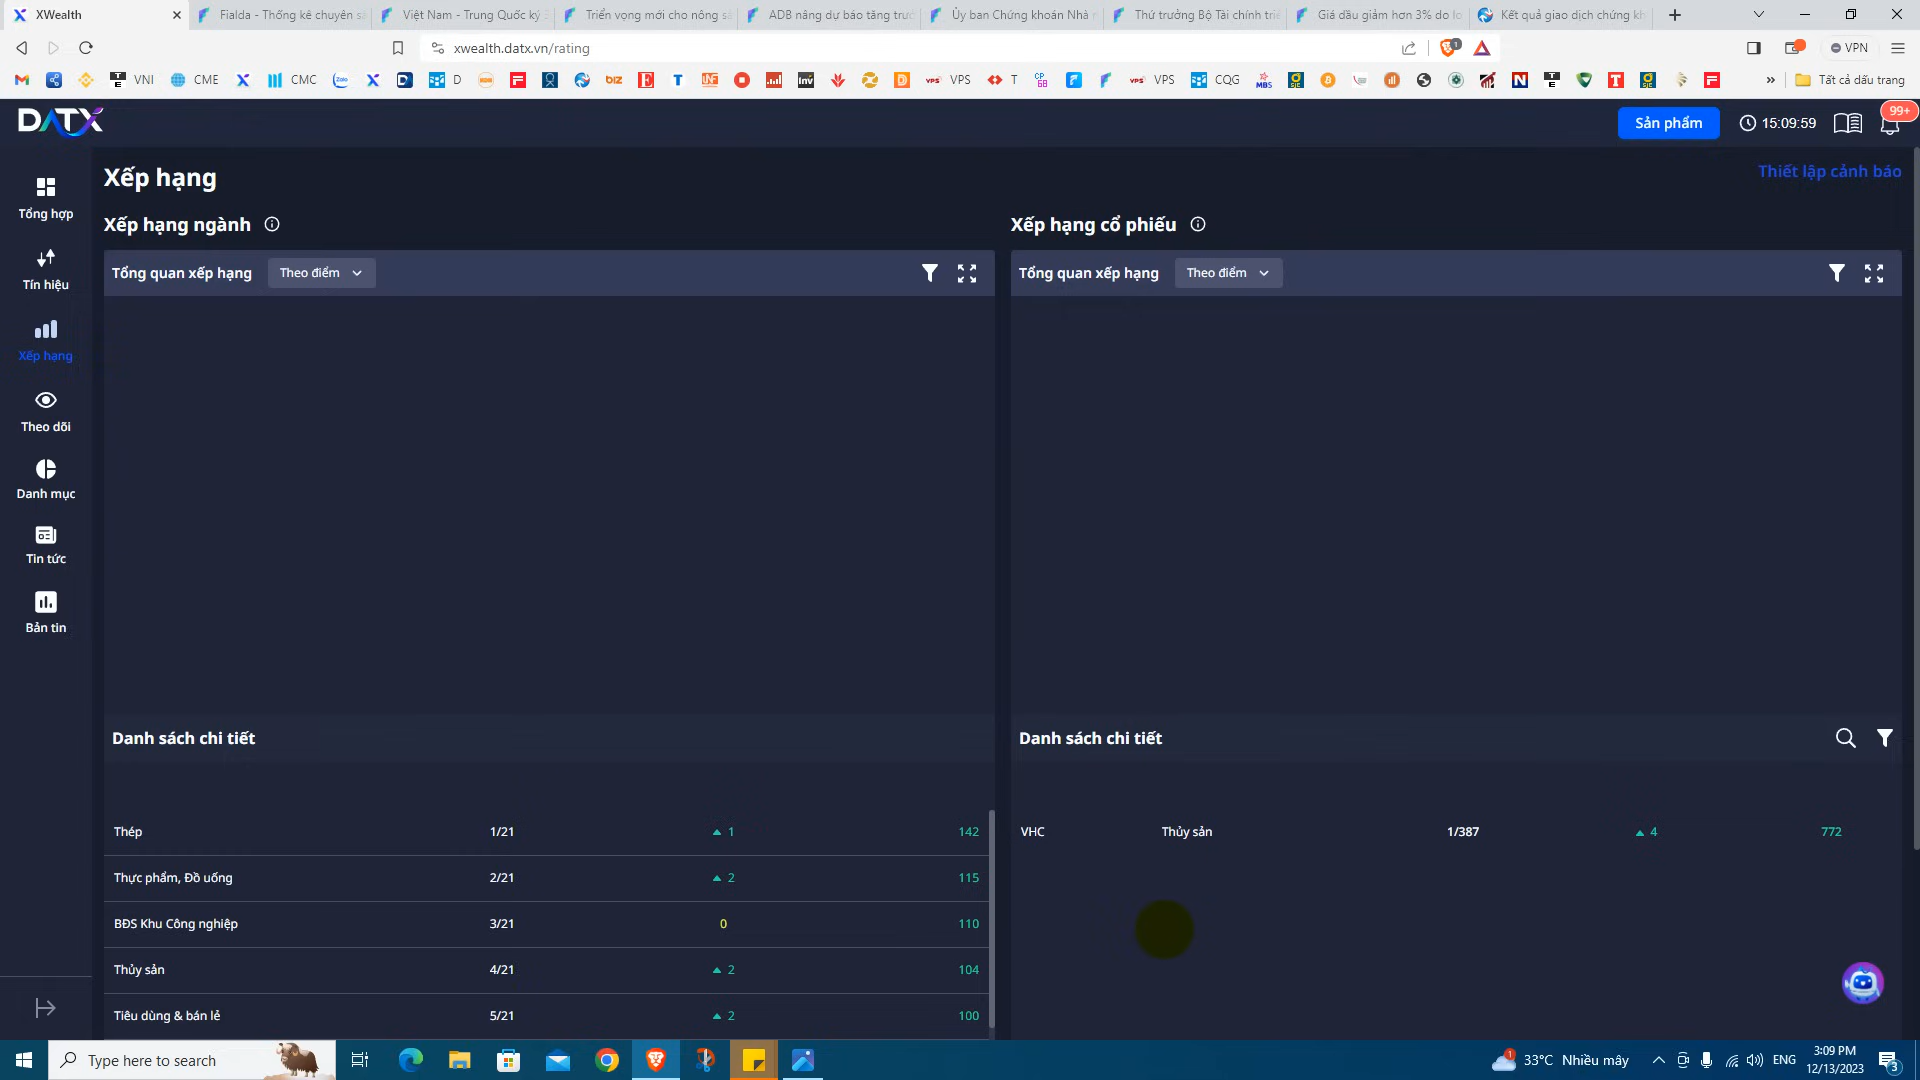 XWealth
Fialda - Thống kê chuyên s
Việt Nam - Trung Quốc ký
Triển vọng mới cho nông s
ADB nâng dự báo tăng trư
Ủy ban Chứng khoán Nhà n
Thứ trưởng Bộ Tài chính tri
Giá dầu giảm hơn 3% do lo
Kết quả giao dịch chứng kh
xwealth.datx.vn/rating
1
VPN
VNI
CME
CMC
D
VPS
T
VPS
CQG
Tất cả dấu trang
DATX
Sản phẩm
15:09:59
99+
Xếp hạng
Thiết lập cảnh báo
Tổng hợp
Tín hiệu
Xếp hạng
Theo dõi
Danh mục
Tin tức
Bản tin
Xếp hạng ngành
Tổng quan xếp hạng
Theo điểm
Danh sách chi tiết
Thép 1/21 1 142
Thực phẩm, Đồ uống 2/21 2 115
BĐS Khu Công nghiệp 3/21 0 110
Thủy sản 4/21 2 104
Tiêu dùng & bán lẻ 5/21 2 100
Xếp hạng cổ phiếu
Tổng quan xếp hạng
Theo điểm
Danh sách chi tiết
VHC Thủy sản 1/387 4 772
Type here to search
1
33°C Nhiều mây
ENG
3:09 PM
12/13/2023
3